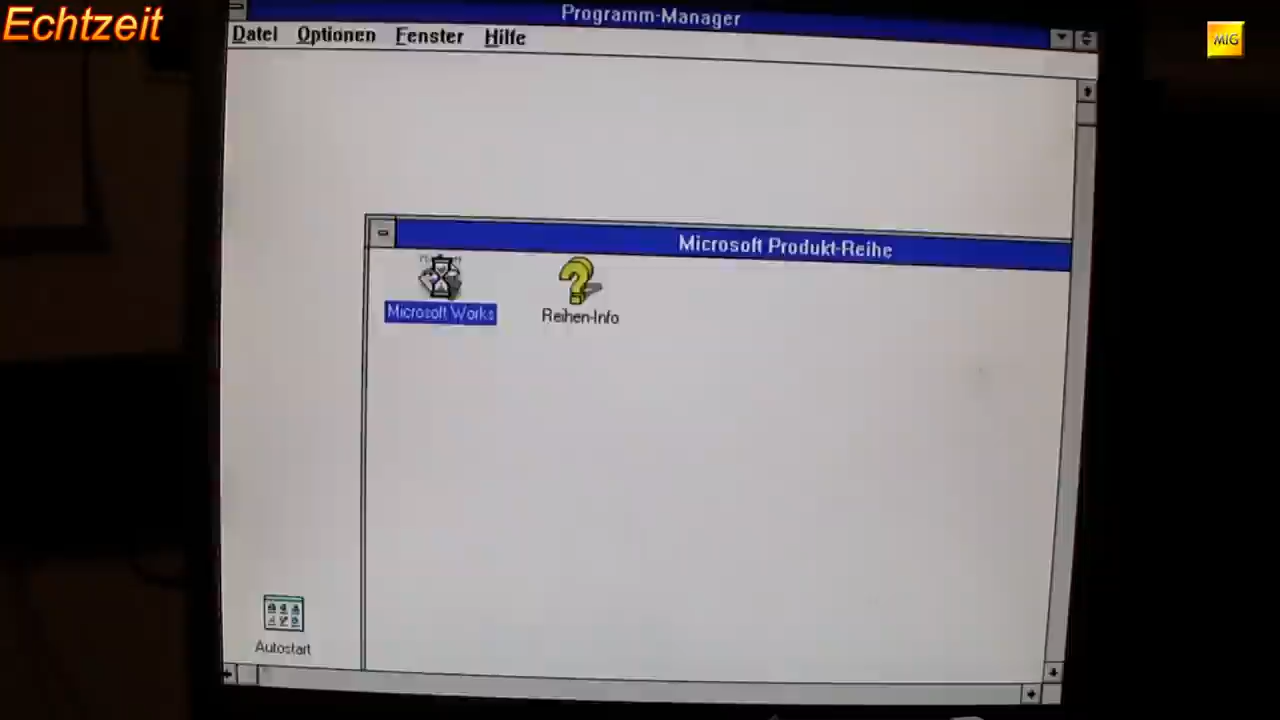 Echtzeit
MIG
Programm-Manager
Datei Optionen Fenster Hilfe
Microsoft Produkt-Reihe
Microsoft Works
Reihen-Info
Autostart